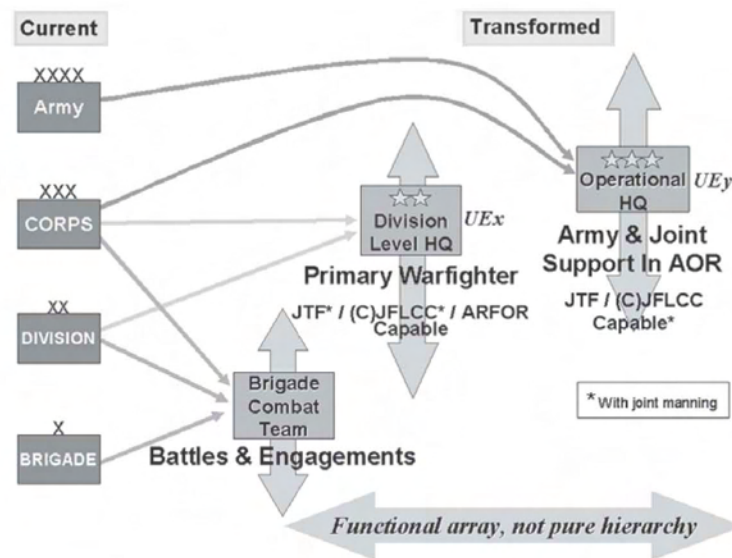 Current
Transformed
XXXX
Army
XXX
CORPS
XX
DIVISION
X
BRIGADE
Brigade
Combat
Team
Battles & Engagements
Division
Level HQ
UEx
Primary Warfighter
JTF* / (C)JFLCC* / ARFOR
Capable
Operational
HQ
UEy
Army & Joint
Support In AOR
JTF / (C)JFLCC
Capable*
* With joint manning
Functional array, not pure hierarchy